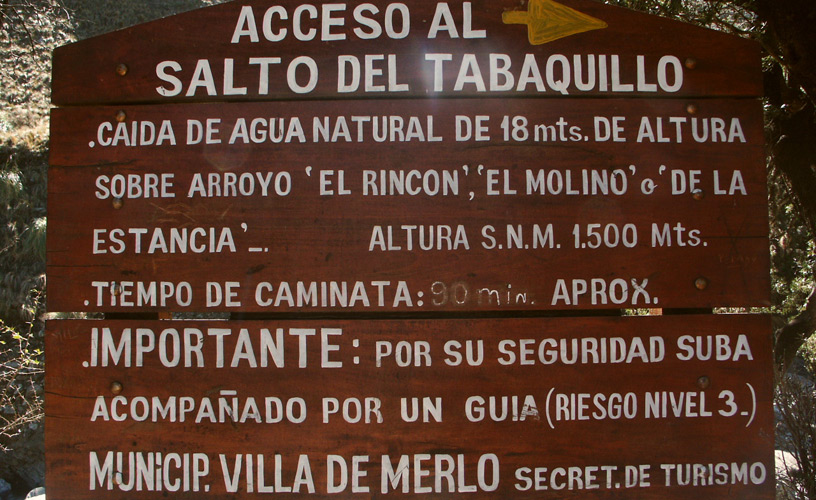 ACCESO AL
SALTO DEL TABAQUILLO
.CAIDA DE AGUA NATURAL DE 18 mts. DE ALTURA
SOBRE ARROYO 'EL RINCON','EL MOLINO' o 'DE LA
ESTANCIA'-. ALTURA S.N.M. 1.500 Mts.
.TIEMPO DE CAMINATA: 90 min. APROX.
.IMPORTANTE: POR SU SEGURIDAD SUBA
ACOMPAÑADO POR UN GUIA (RIESGO NIVEL 3-)
MUNiCIP. VILLA DE MERLO SECRET. DE TURISMO